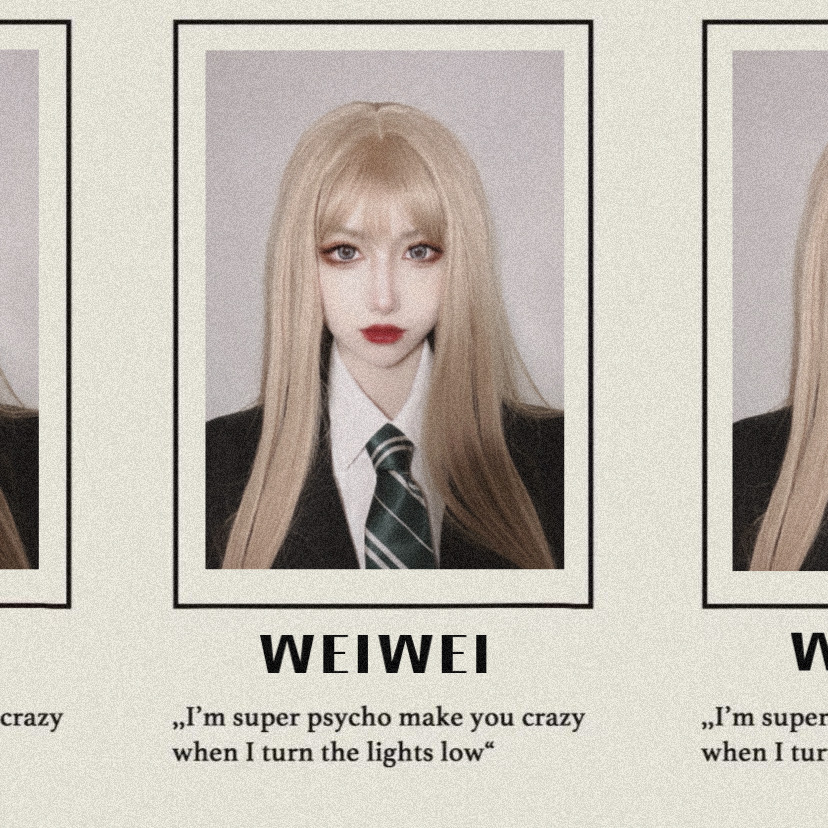 WEIWEI
W
crazy
„I’m super psycho make you crazy
„I’m super
when I turn the lights low“
when I tur